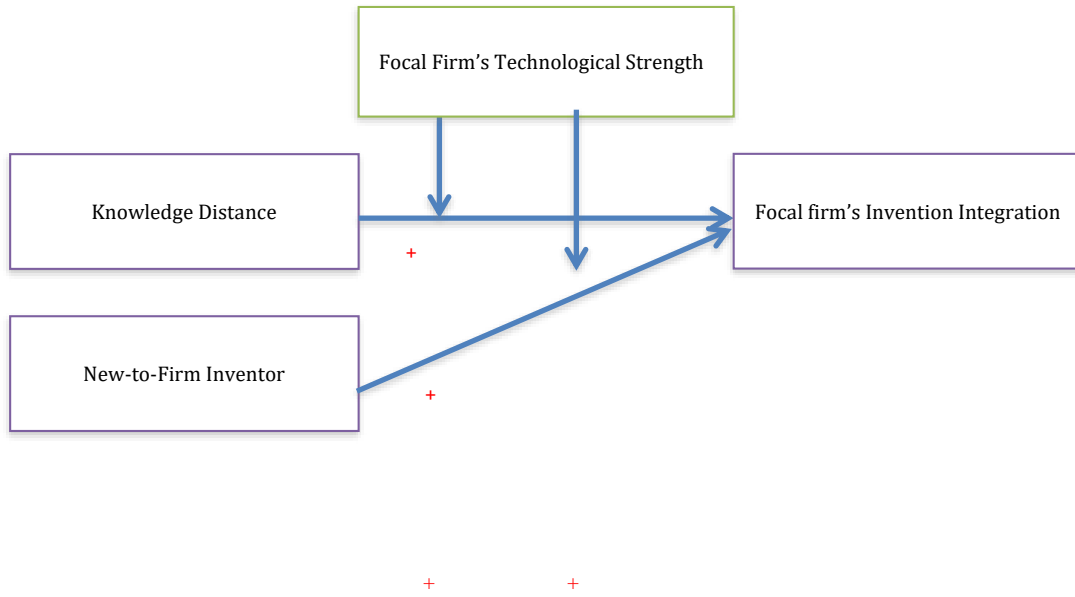 Focal Firm’s Technological Strength
Knowledge Distance
Focal firm’s Invention Integration
+
New-to-Firm Inventor
+
+ +